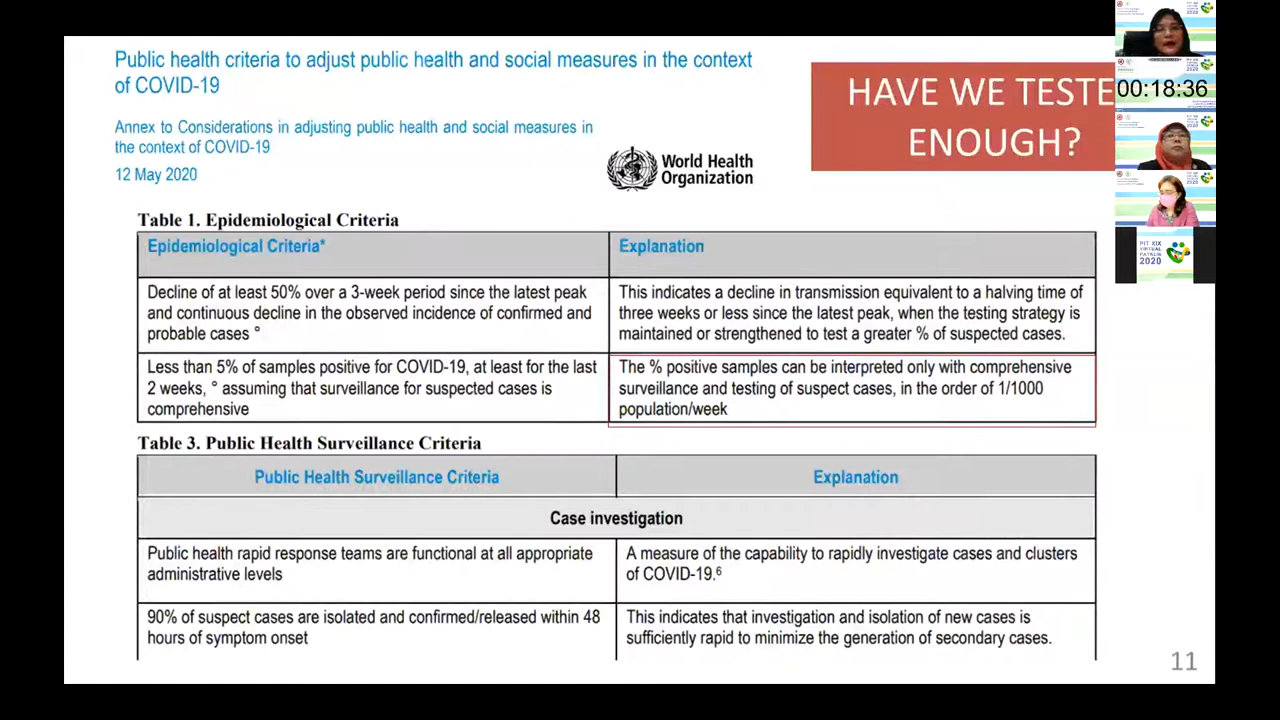 Public health criteria to adjust public health and social measures in the context
of COVID-19
Annex to Considerations in adjusting public health and social measures in
the context of COVID-19
12 May 2020
World Health
Organization
HAVE WE TESTE
ENOUGH?
00:18:36
PIT XIX
VIRTUAL
PATKLIN
2020
Table 1. Epidemiological Criteria
Epidemiological Criteria*
Explanation
Decline of at least 50% over a 3-week period since the latest peak
and continuous decline in the observed incidence of confirmed and
probable cases °
This indicates a decline in transmission equivalent to a halving time of
three weeks or less since the latest peak, when the testing strategy is
maintained or strengthened to test a greater % of suspected cases.
Less than 5% of samples positive for COVID-19, at least for the last
2 weeks, ° assuming that surveillance for suspected cases is
comprehensive
The % positive samples can be interpreted only with comprehensive
surveillance and testing of suspect cases, in the order of 1/1000
population/week
Table 3. Public Health Surveillance Criteria
Public Health Surveillance Criteria
Explanation
Case investigation
Public health rapid response teams are functional at all appropriate
administrative levels
A measure of the capability to rapidly investigate cases and clusters
of COVID-19.⁶
90% of suspect cases are isolated and confirmed/released within 48
hours of symptom onset
This indicates that investigation and isolation of new cases is
sufficiently rapid to minimize the generation of secondary cases.
11